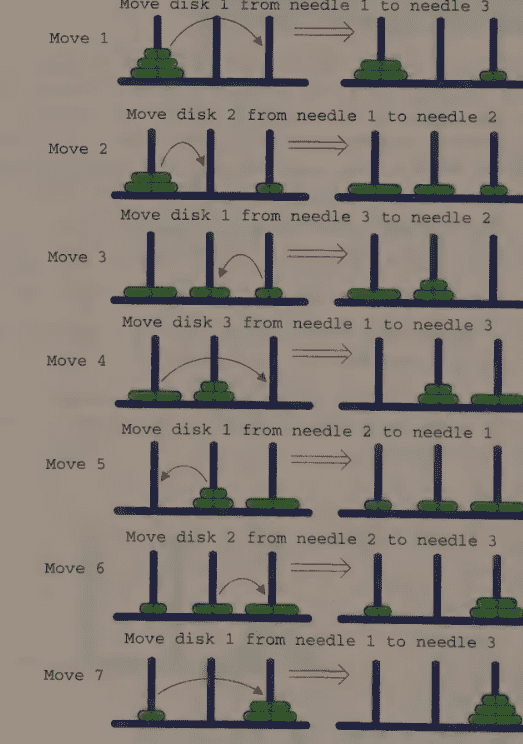 Move disk 1 from needle 1 to needle 3
Move 1
Move disk 2 from needle 1 to needle 2
Move 2
Move disk 1 from needle 3 to needle 2
Move 3
Move disk 3 from needle 1 to needle 3
Move 4
Move disk 1 from needle 2 to needle 1
Move 5
Move disk 2 from needle 2 to needle 3
Move 6
Move disk 1 from needle 1 to needle 3
Move 7